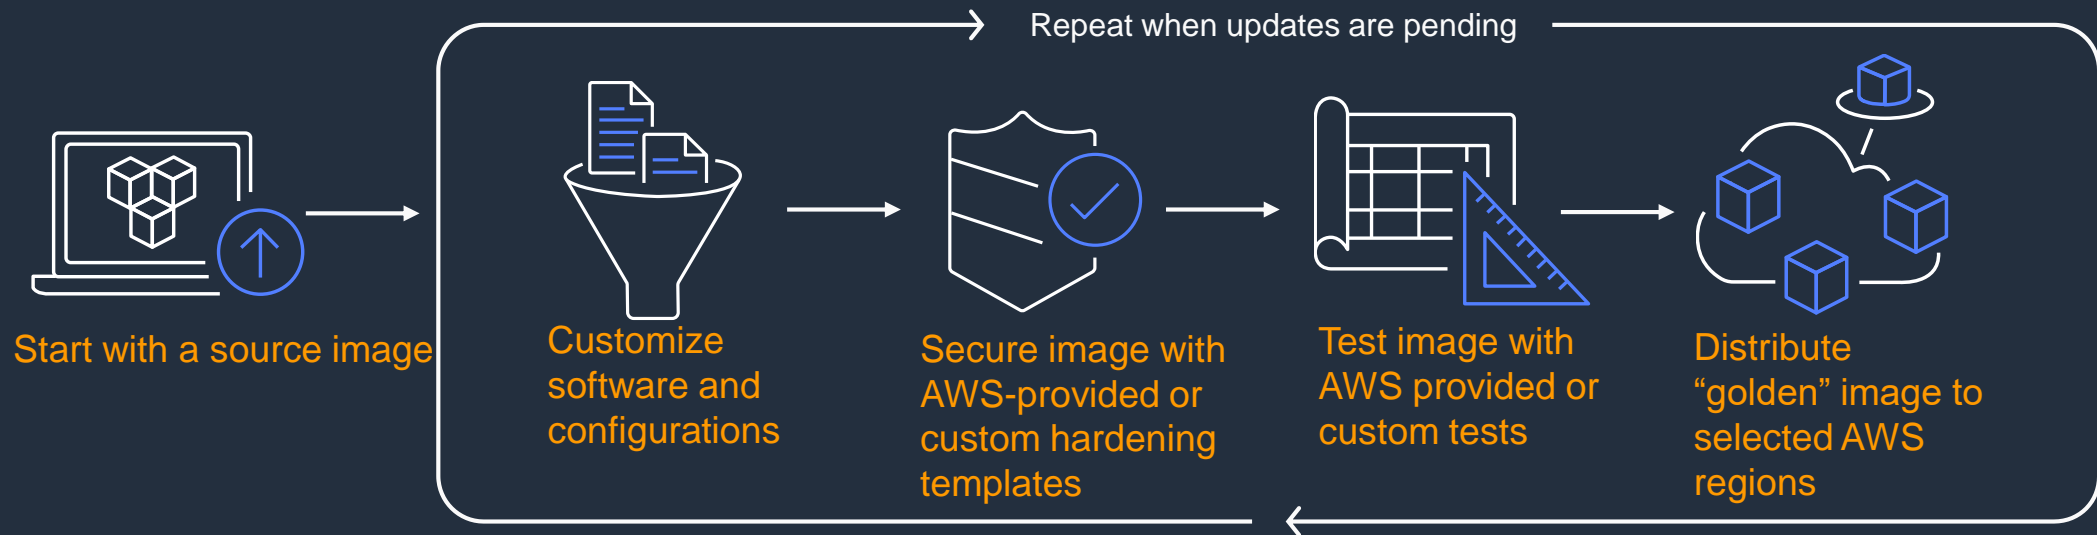 Repeat when updates are pending
Start with a source image
Customize
software and
configurations
Secure image with
AWS-provided or
custom hardening
templates
Test image with
AWS provided or
custom tests
Distribute
“golden” image to
selected AWS
regions